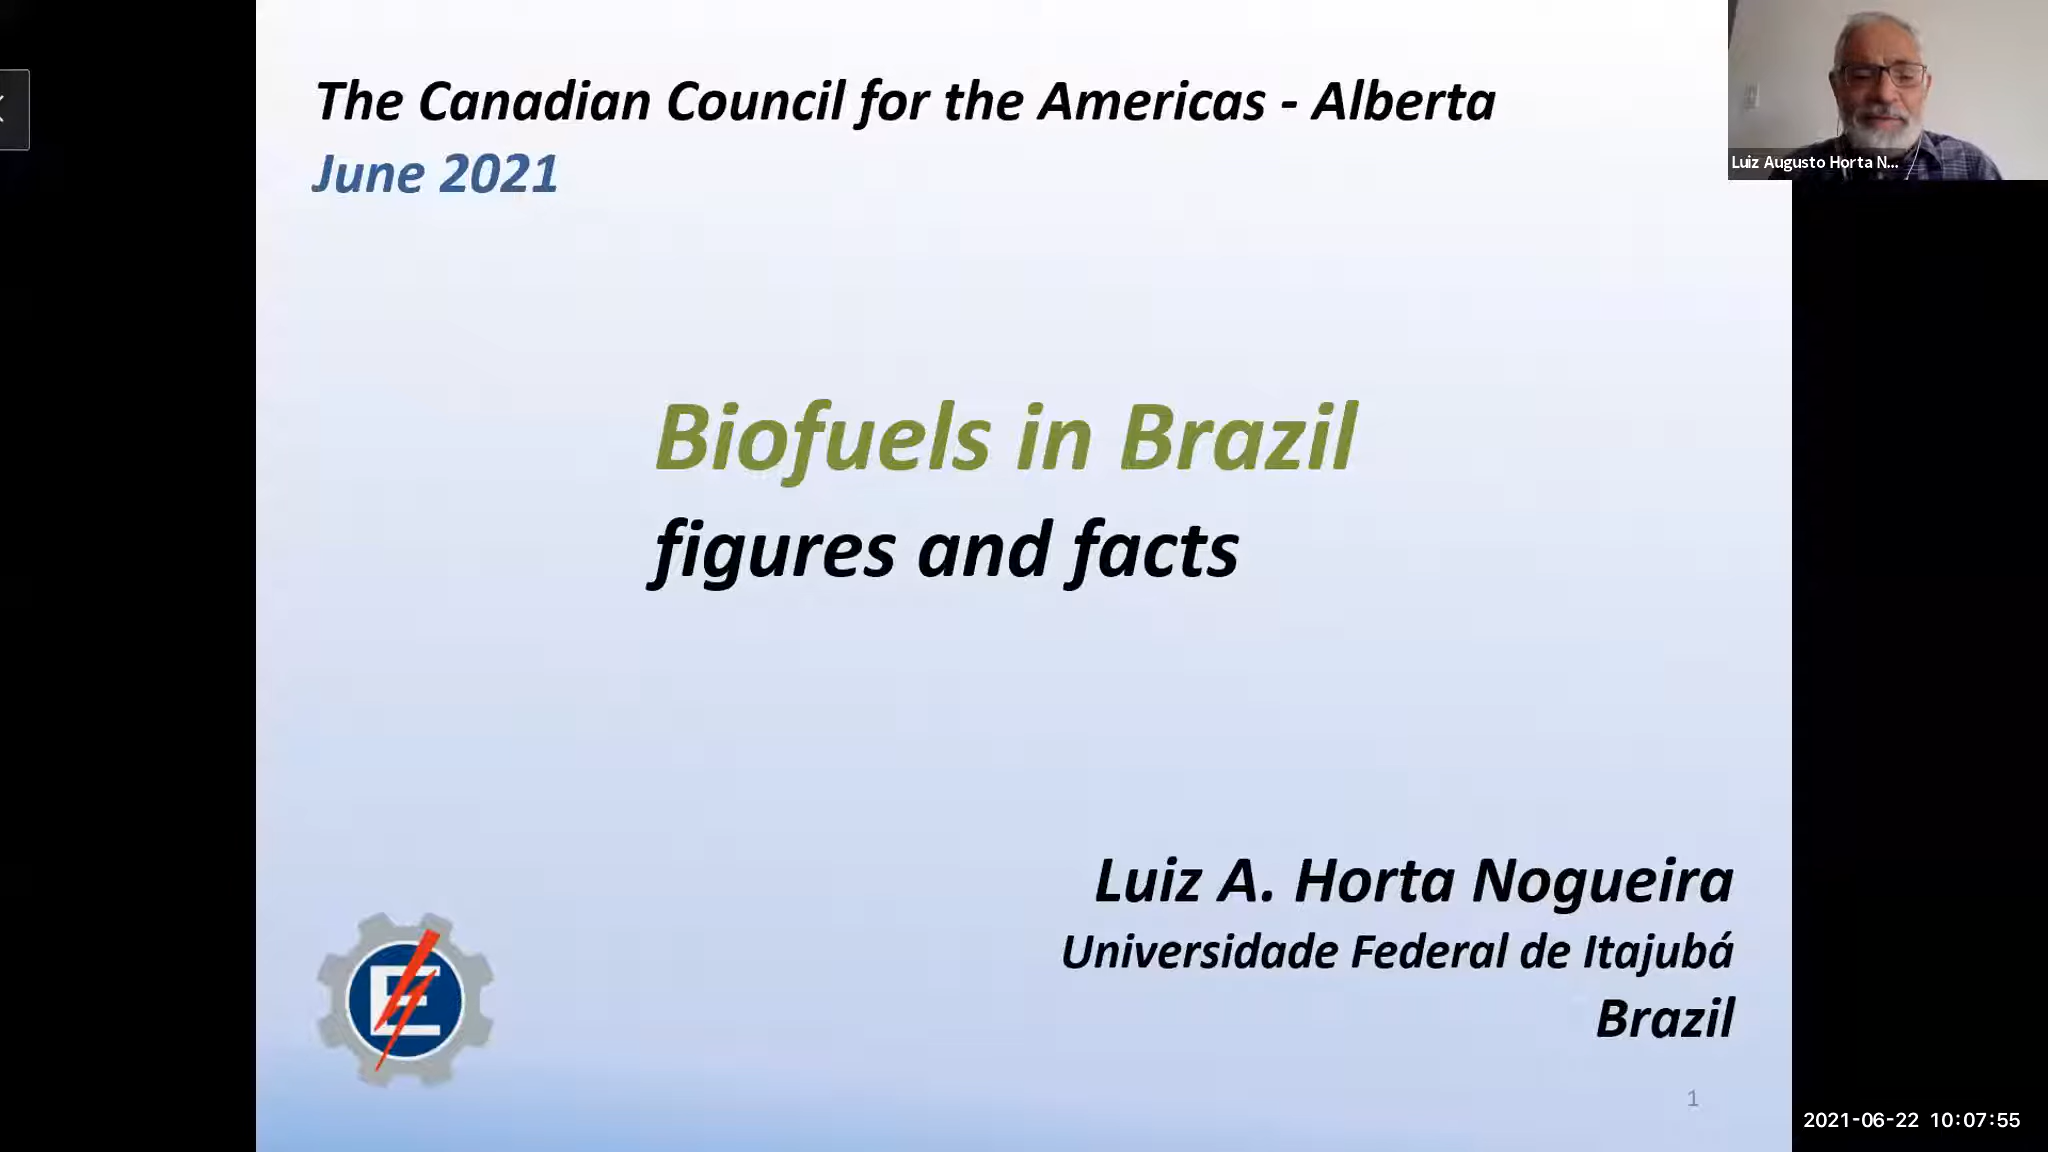 The Canadian Council for the Americas - Alberta
June 2021
Luiz Augusto Horta N...
Biofuels in Brazil
figures and facts
Luiz A. Horta Nogueira
Universidade Federal de Itajubá
Brazil
E
1
2021-06-22 10:07:55